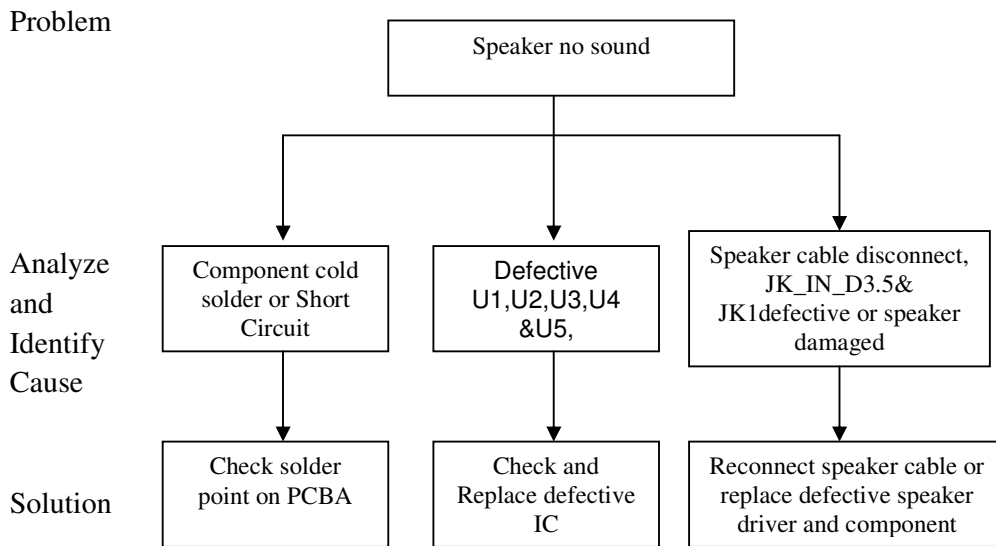 Problem
Speaker no sound
Analyze
and
Identify
Cause
Component cold
solder or Short
Circuit
Defective
U1,U2,U3,U4
&U5,
Speaker cable disconnect,
JK_IN_D3.5&
JK1defective or speaker
damaged
Solution
Check solder
point on PCBA
Check and
Replace defective
IC
Reconnect speaker cable or
replace defective speaker
driver and component